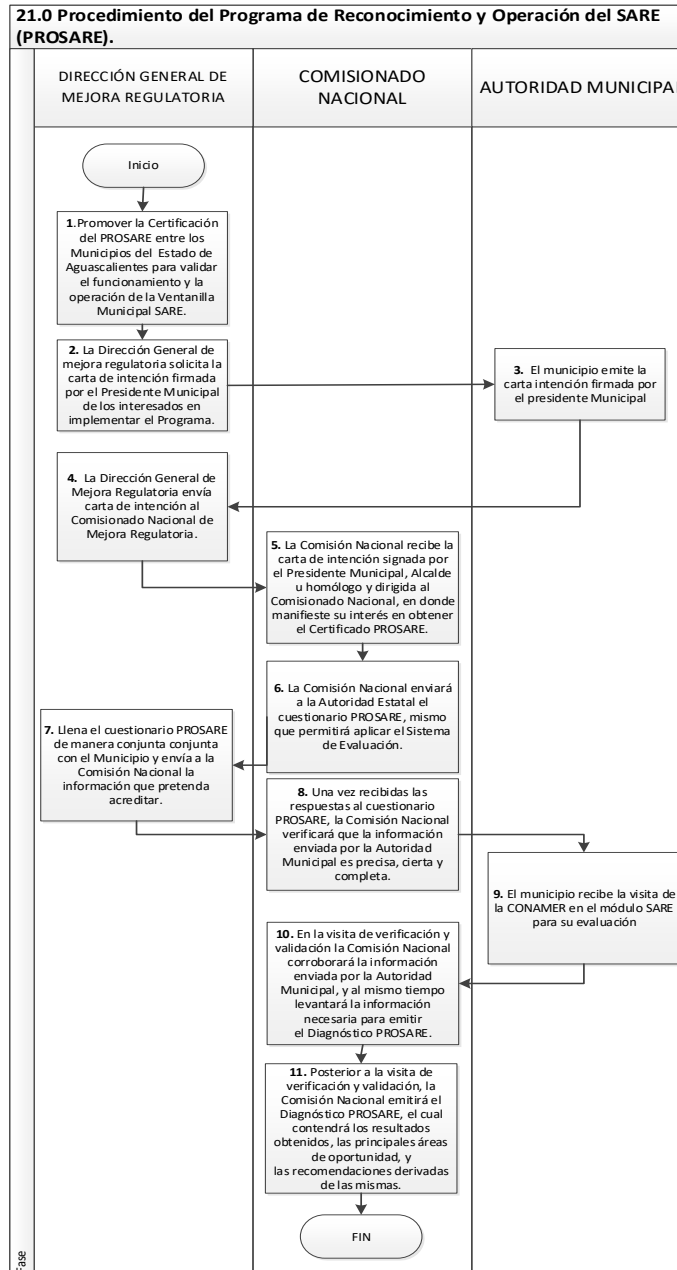 21.0 Procedimiento del Programa de Reconocimiento y Operación del SARE
(PROSARE).
DIRECCIÓN GENERAL DE
MEJORA REGULATORIA
COMISIONADO
NACIONAL
AUTORIDAD MUNICIPAL
Inicio
1.Promover la Certificación
del PROSARE entre los
Municipios del Estado de
Aguascalientes para validar
el funcionamiento y la
operación de la Ventanilla
Municipal SARE.
2. La Dirección General de
mejora regulatoria solicita la
carta de intención firmada
por el Presidente Municipal
de los interesados en
implementar el Programa.
3. El municipio emite la
carta intención firmada por
el presidente Municipal
4. La Dirección General de
Mejora Regulatoria envía
carta de intención al
Comisionado Nacional de
Mejora Regulatoria.
5. La Comisión Nacional recibe la
carta de intención signada por
el Presidente Municipal, Alcalde
u homólogo y dirigida al
Comisionado Nacional, en donde
manifieste su interés en obtener
el Certificado PROSARE.
6. La Comisión Nacional enviará
a la Autoridad Estatal el
cuestionario PROSARE, mismo
que permitirá aplicar el Sistema
de Evaluación.
7. Llena el cuestionario PROSARE
de manera conjunta conjunta
con el Municipio y envía a la
Comisión Nacional la
información que pretenda
acreditar.
8. Una vez recibidas las
respuestas al cuestionario
PROSARE, la Comisión Nacional
verificará que la información
enviada por la Autoridad
Municipal es precisa, cierta y
completa.
9. El municipio recibe la visita de
la CONAMER en el módulo SARE
para su evaluación
10. En la visita de verificación y
validación la Comisión Nacional
corroborará la información
enviada por la Autoridad
Municipal, y al mismo tiempo
levantará la información
necesaria para emitir
el Diagnóstico PROSARE.
11. Posterior a la visita de
verificación y validación, la
Comisión Nacional emitirá el
Diagnóstico PROSARE, el cual
contendrá los resultados
obtenidos, las principales áreas
de oportunidad, y
las recomendaciones derivadas
de las mismas.
FIN
Fase